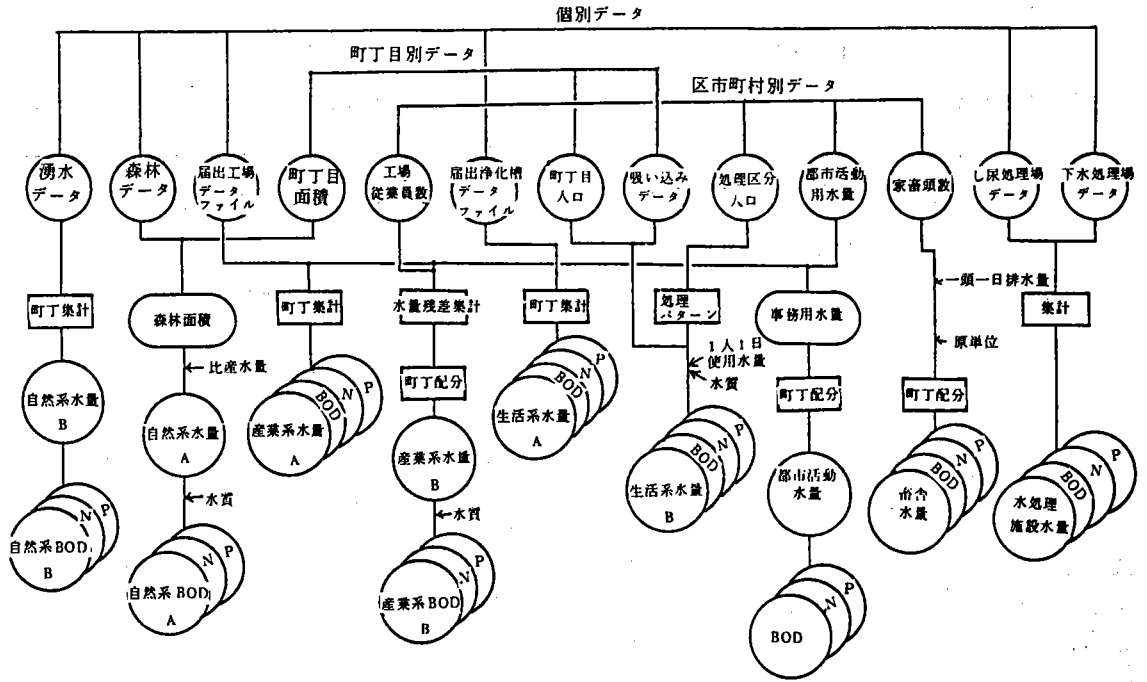 個別データ
町丁目別データ
区市町村別データ
湧水
データ
森林
データ
届出工場
データ
ファイル
町丁目
面積
工場
従業員数
届出浄化槽
データ
ファイル
町丁目
人口
吸い込み
データ
処理区分
人口
都市活動
用水量
家畜頭数
し尿処理場
データ
下水処理場
データ
町丁集計
森林面積
町丁集計
水量残差集計
町丁集計
処理
パターン
事務用水量
一頭一日排水量
原単位
集計
比産水量
1人1日
使用水量
水質
町丁配分
町丁配分
町丁配分
自然系水量
B
自然系水量
A
産業系水量
A
BOD
N
P
産業系水量
B
生活系水量
A
BOD
N
P
生活系水量
B
BOD
N
P
都市活動
水量
水量
BOD
N
P
水処理
施設水量
BOD
N
P
水質
水質
自然系BOD
B
N
P
自然系BOD
A
N
P
産業系BOD
B
N
P
BOD
N
P